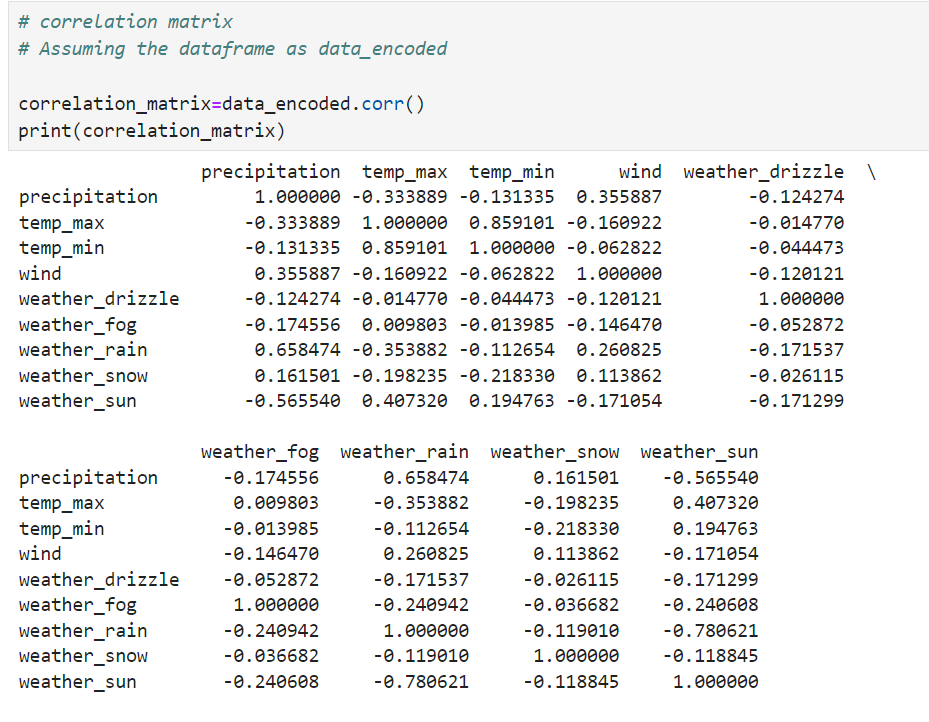 # correlation matrix
# Assuming the dataframe as data_encoded
correlation_matrix=data_encoded.corr()
print(correlation_matrix)
precipitation temp_max temp_min wind weather_drizzle \
precipitation 1.000000 -0.333889 -0.131335 0.355887 -0.124274
temp_max -0.333889 1.000000 0.859101 -0.160922 -0.014770
temp_min -0.131335 0.859101 1.000000 -0.062822 -0.044473
wind 0.355887 -0.160922 -0.062822 1.000000 -0.120121
weather_drizzle -0.124274 -0.014770 -0.044473 -0.120121 1.000000
weather_fog -0.174556 0.009803 -0.013985 -0.146470 -0.052872
weather_rain 0.658474 -0.353882 -0.112654 0.260825 -0.171537
weather_snow 0.161501 -0.198235 -0.218330 0.113862 -0.026115
weather_sun -0.565540 0.407320 0.194763 -0.171054 -0.171299
weather_fog weather_rain weather_snow weather_sun
precipitation -0.174556 0.658474 0.161501 -0.565540
temp_max 0.009803 -0.353882 -0.198235 0.407320
temp_min -0.013985 -0.112654 -0.218330 0.194763
wind -0.146470 0.260825 0.113862 -0.171054
weather_drizzle -0.052872 -0.171537 -0.026115 -0.171299
weather_fog 1.000000 -0.240942 -0.036682 -0.240608
weather_rain -0.240942 1.000000 -0.119010 -0.780621
weather_snow -0.036682 -0.119010 1.000000 -0.118845
weather_sun -0.240608 -0.780621 -0.118845 1.000000